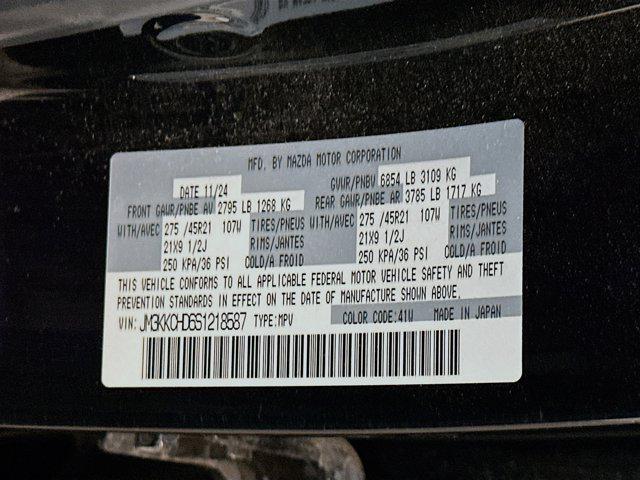 MFD. BY MAZDA MOTOR CORPORATION
DATE 11/24 GVWR/PNBV 6854 LB 3109 KG
FRONT GAWR/PNBE AV 2795 LB 1268 KG REAR GAWR/PNBE AR 3785 LB 1717 KG
WITH/AVEC 275 /45R21 107W TIRES/PNEUS WITH/AVEC 275 /45R21 107W TIRES/PNEUS
21X9 1/2J RIMS/JANTES 21X9 1/2J RIMS/JANTES
250 KPA/36 PSI COLD/A FROID 250 KPA/36 PSI COLD/A FROID
THIS VEHICLE CONFORMS TO ALL APPLICABLE FEDERAL MOTOR VEHICLE SAFETY AND THEFT
PREVENTION STANDARDS IN EFFECT ON THE DATE OF MANUFACTURE SHOWN ABOVE.
VIN: JM3KKCHD6S1218587 TYPE:MPV COLOR CODE:41W MADE IN JAPAN